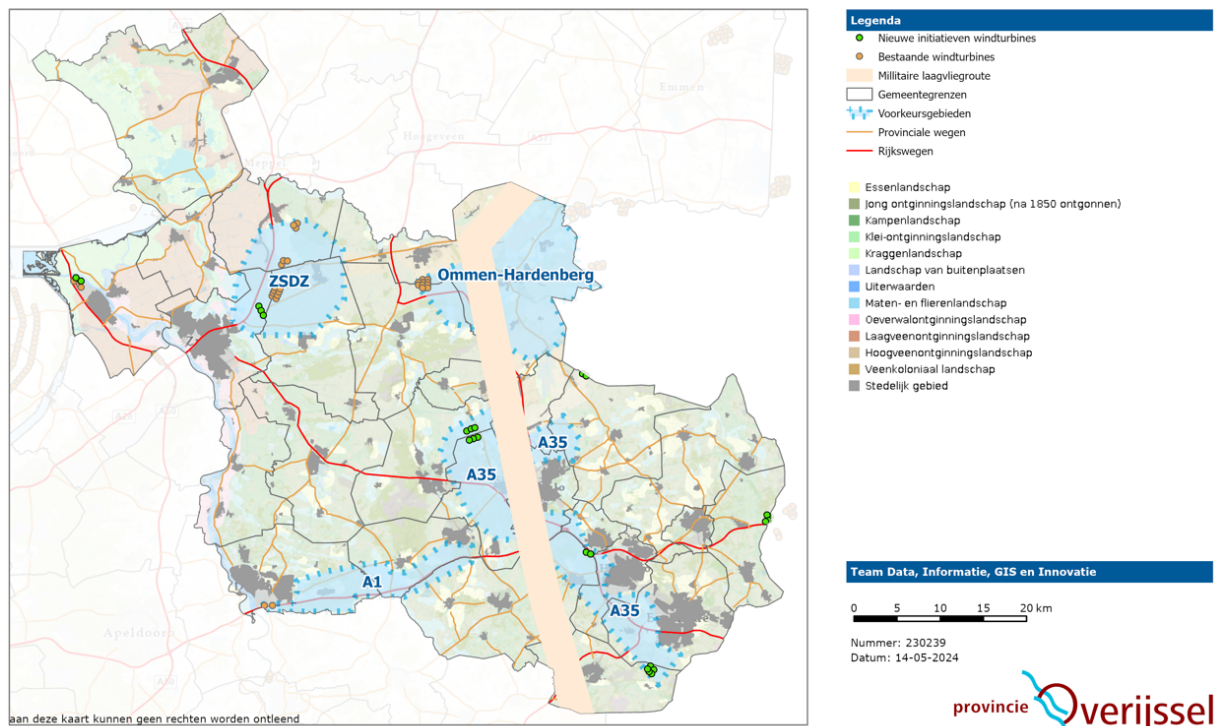 Legenda
Nieuwe initiatieven windturbines
Bestaande windturbines
Millitaire laagvliegroute
Gemeentegrenzen
Voorkeursgebieden
Provinciale wegen
Rijkswegen
Essenlandschap
Jong ontginningslandschap (na 1850 ontgonnen)
Kampenlandschap
Klei-ontginningslandschap
Kraggenlandschap
Landschap van buitenplaatsen
Uiterwaarden
Maten- en flierenlandschap
Oeverwalontginningslandschap
Laagveenontginningslandschap
Hoogveenontginningslandschap
Veenkoloniaal landschap
Stedelijk gebied
Emmen
Hoogeveen
Meppel
ZSDZ
Ommen-Hardenberg
A35
A35
A1
A35
Apeldoorn
aan deze kaart kunnen geen rechten worden ontleend
Team Data, Informatie, GIS en Innovatie
0 5 10 15 20 km
Nummer: 230239
Datum: 14-05-2024
provincie Overijssel